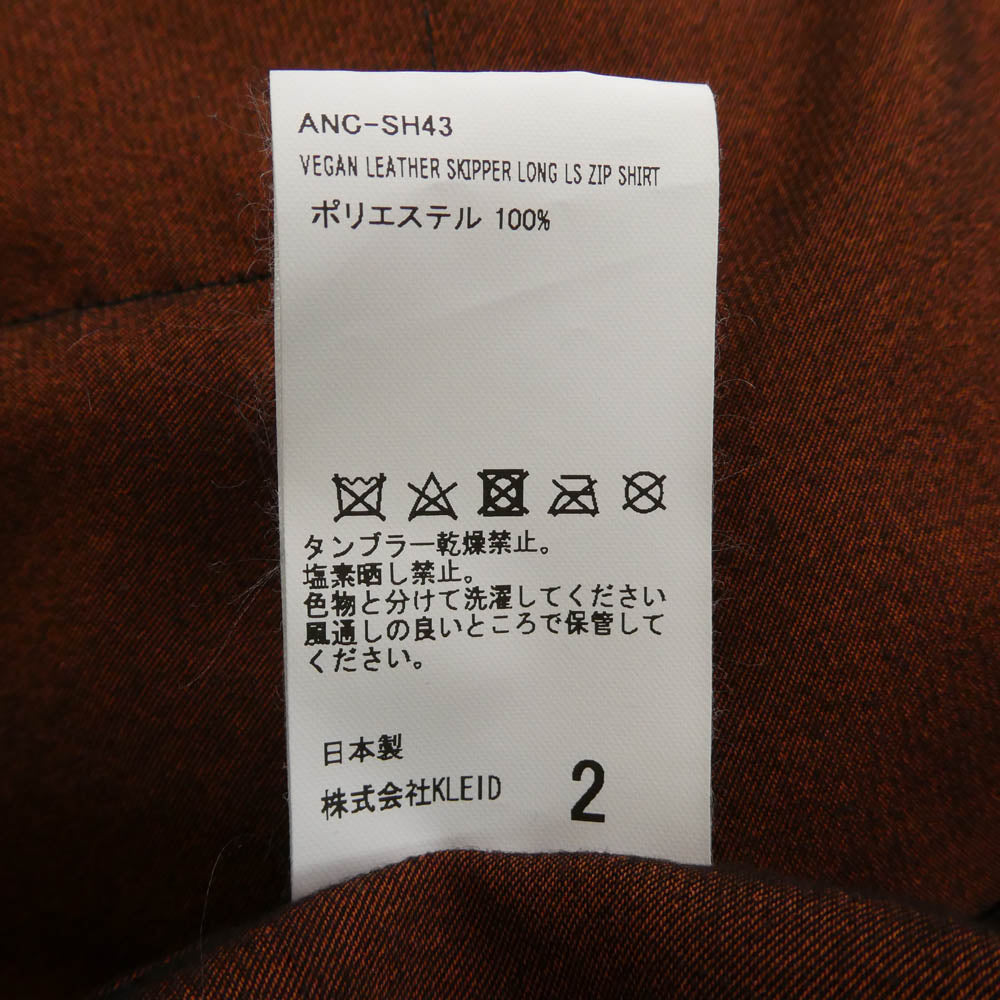 ANC-SH43
VEGAN LEATHER SKIPPER LONG LS ZIP SHIRT
ポリエステル 100%
タンブラー乾燥禁止。
塩素晒し禁止。
色物と分けて洗濯してください
風通しの良いところで保管して
ください。
日本製
株式会社KLEID
2